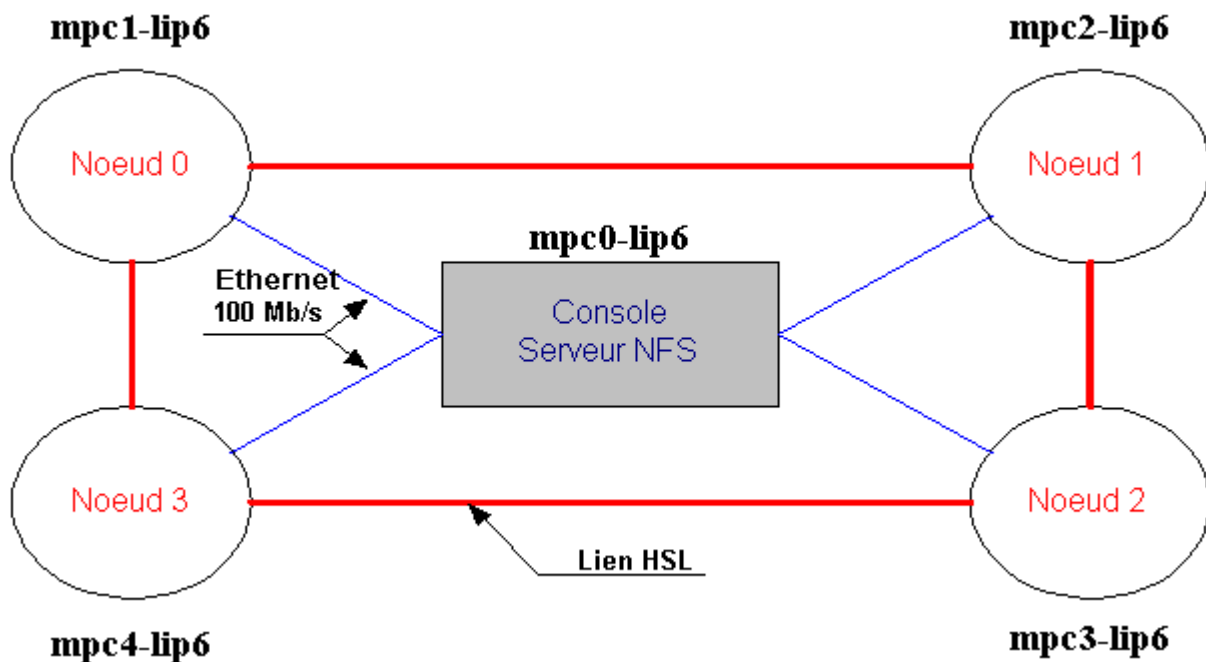 mpc1-lip6
mpc2-lip6
Noeud 0
Noeud 1
mpc0-lip6
Ethernet
100 Mb/s
Console
Serveur NFS
Noeud 3
Noeud 2
Lien HSL
mpc4-lip6
mpc3-lip6